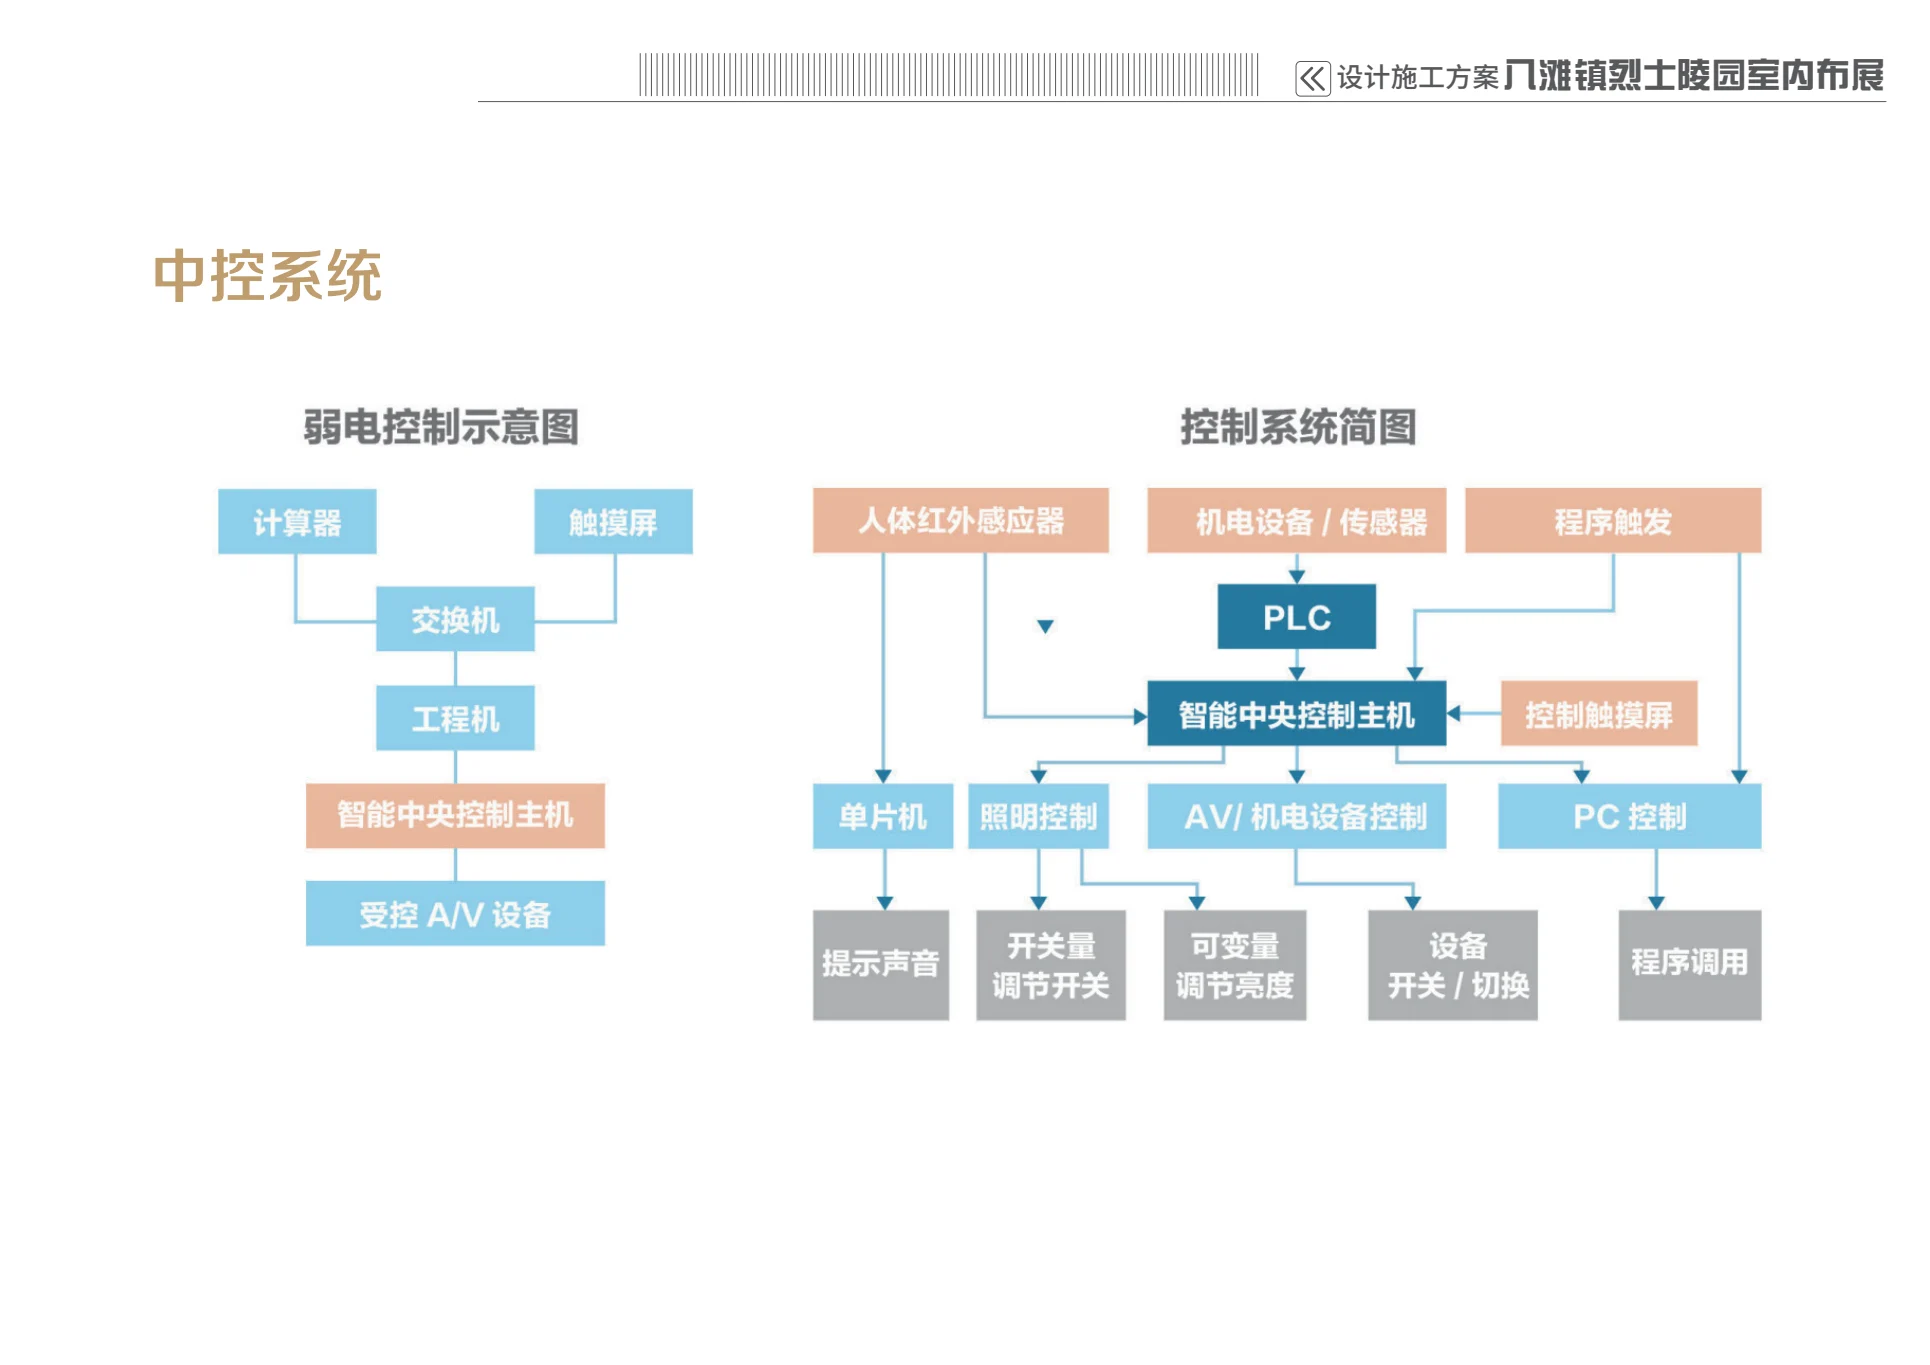 设计施工方案 八滩镇烈士陵园室内布展
中控系统
弱电控制示意图
计算器
触摸屏
交换机
工程机
智能中央控制主机
受控 A/V 设备
控制系统简图
人体红外感应器
机电设备 / 传感器
程序触发
PLC
智能中央控制主机
控制触摸屏
单片机
照明控制
AV/ 机电设备控制
PC 控制
提示声音
开关量
调节开关
可变量
调节亮度
设备
开关 / 切换
程序调用